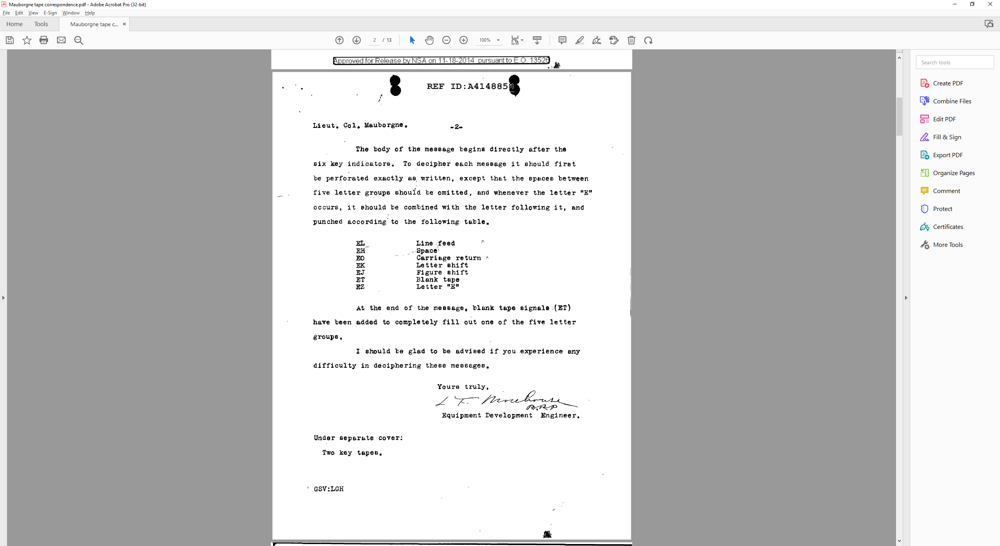 Mauborgne tape correspondence.pdf - Adobe Acrobat Pro (32-bit)
File Edit View E-Sign Window Help
Home Tools Mauborgne tape c... ×
2 / 13 100%
Approved for Release by NSA on 11-18-2014 pursuant to E.O. 13526
REF ID:A4148858
Lieut. Col. Mauborgne. -2-
The body of the message begins directly after the
six key indicators. To decipher each message it should first
be perforated exactly as written, except that the spaces between
five letter groups should be omitted, and whenever the letter "E"
occurs, it should be combined with the letter following it, and
punched according to the following table.
EL Line feed x
EH Space
EO Carriage return x
EK Letter shift
EJ Figure shift
ET Blank tape
EZ Letter "E"
At the end of the message, blank tape signals (ET)
have been added to completely fill out one of the five letter
groups.
I should be glad to be advised if you experience any
difficulty in deciphering these messages.
Yours truly,
L F. Morehouse
Equipment Development Engineer.
Under separate cover:
Two key tapes.
GSV:LGH
Search tools
Create PDF
Combine Files
Edit PDF
Fill & Sign
Export PDF
Organize Pages
Comment
Protect
Certificates
More Tools